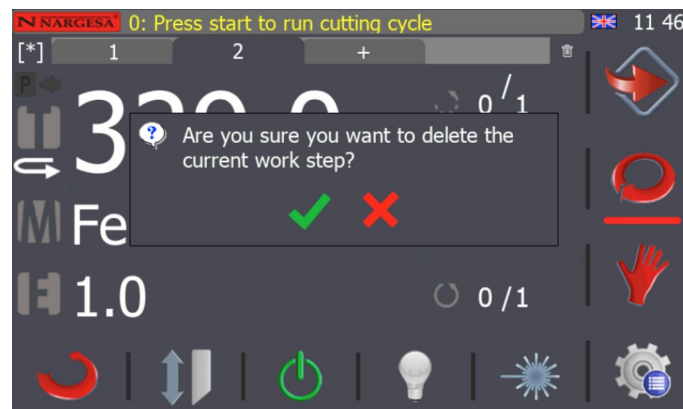 N NARGESA 0: Press start to run cutting cycle 11 46
[*] 1 2 +
P
0/1
Are you sure you want to delete the
current work step?
M Fe
1.0 0/1